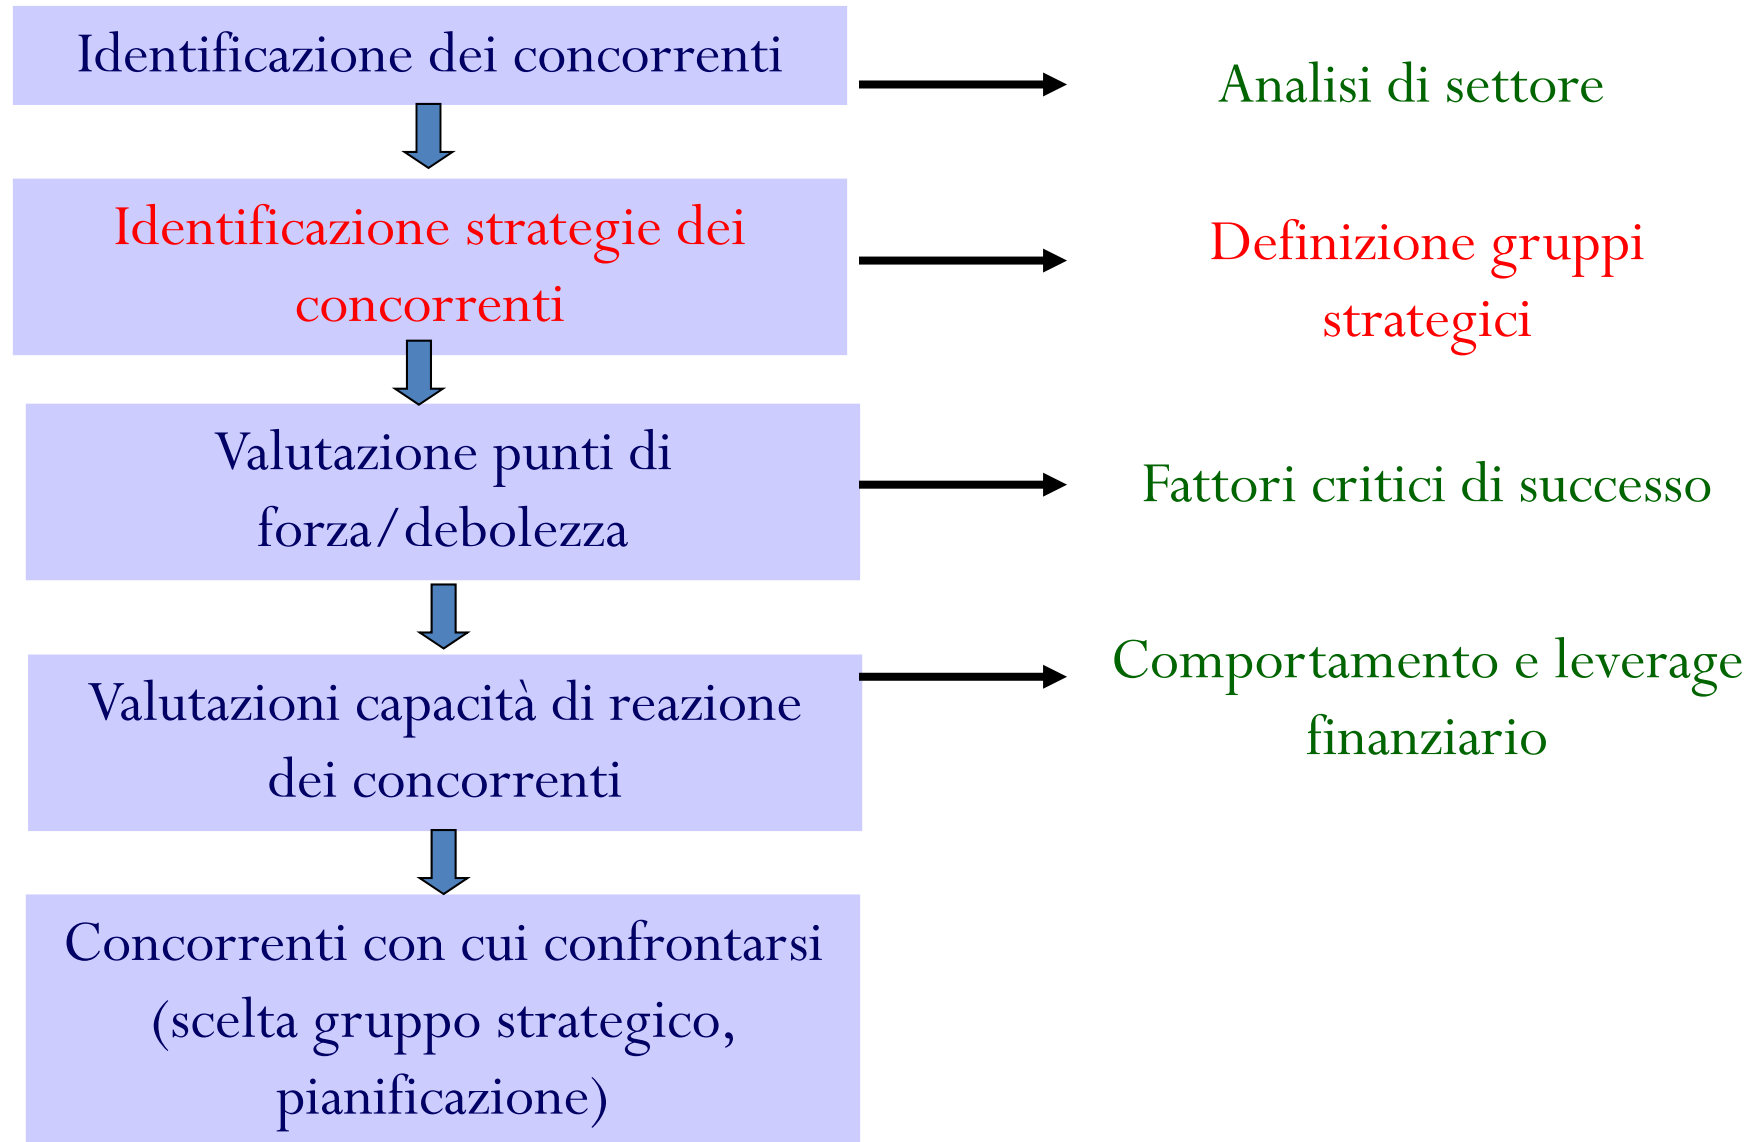 Identificazione dei concorrenti
Analisi di settore
Identificazione strategie dei
concorrenti
Definizione gruppi
strategici
Valutazione punti di
forza/debolezza
Fattori critici di successo
Valutazioni capacità di reazione
dei concorrenti
Comportamento e leverage
finanziario
Concorrenti con cui confrontarsi
(scelta gruppo strategico,
pianificazione)